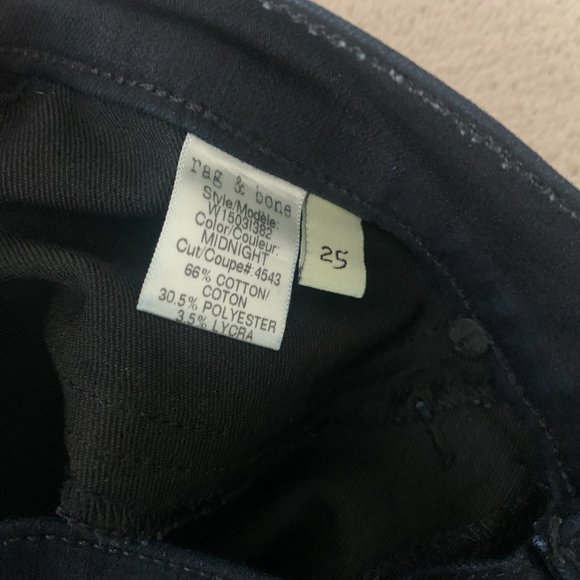 rag & bone
Style/Modèle:
W1503I382
Color/Couleur:
MIDNIGHT
Cut/Coupe# 4543
66% COTTON/
COTON
30.5% POLYESTER
3.5% LYCRA
25